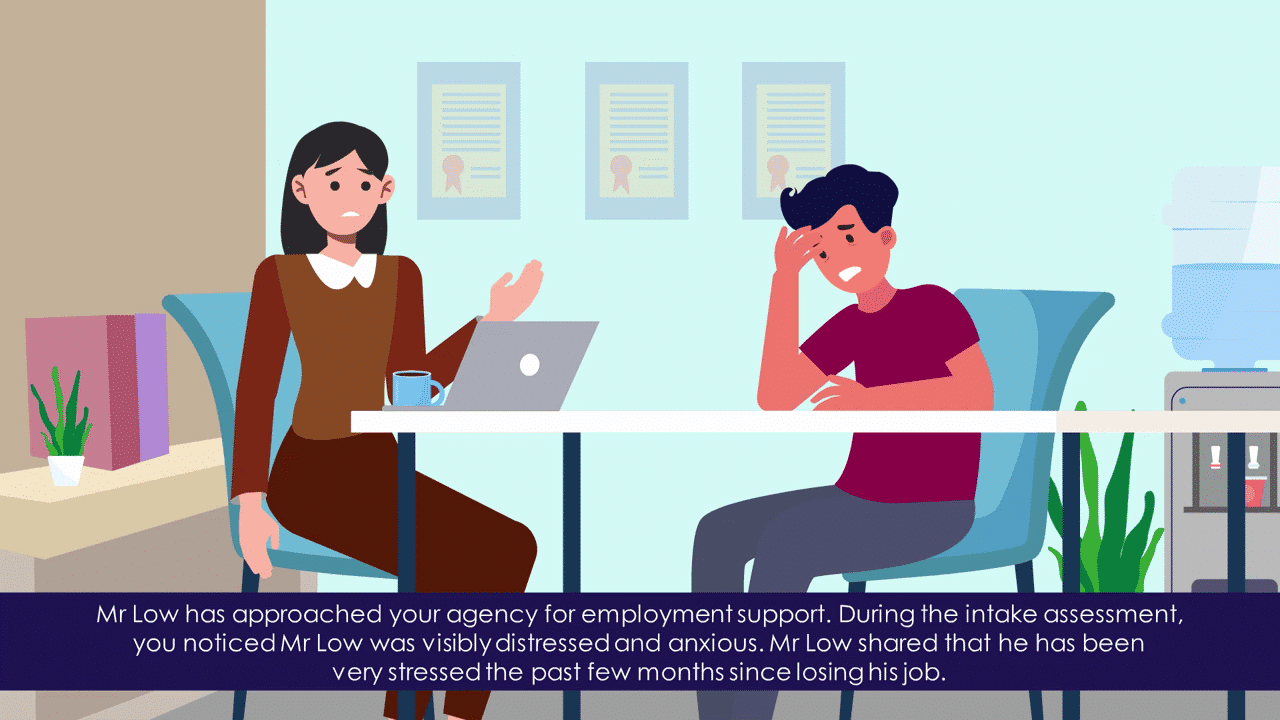 Mr Low has approached your agency for employment support. During the intake assessment,
you noticed Mr Low was visibly distressed and anxious. Mr Low shared that he has been
very stressed the past few months since losing his job.